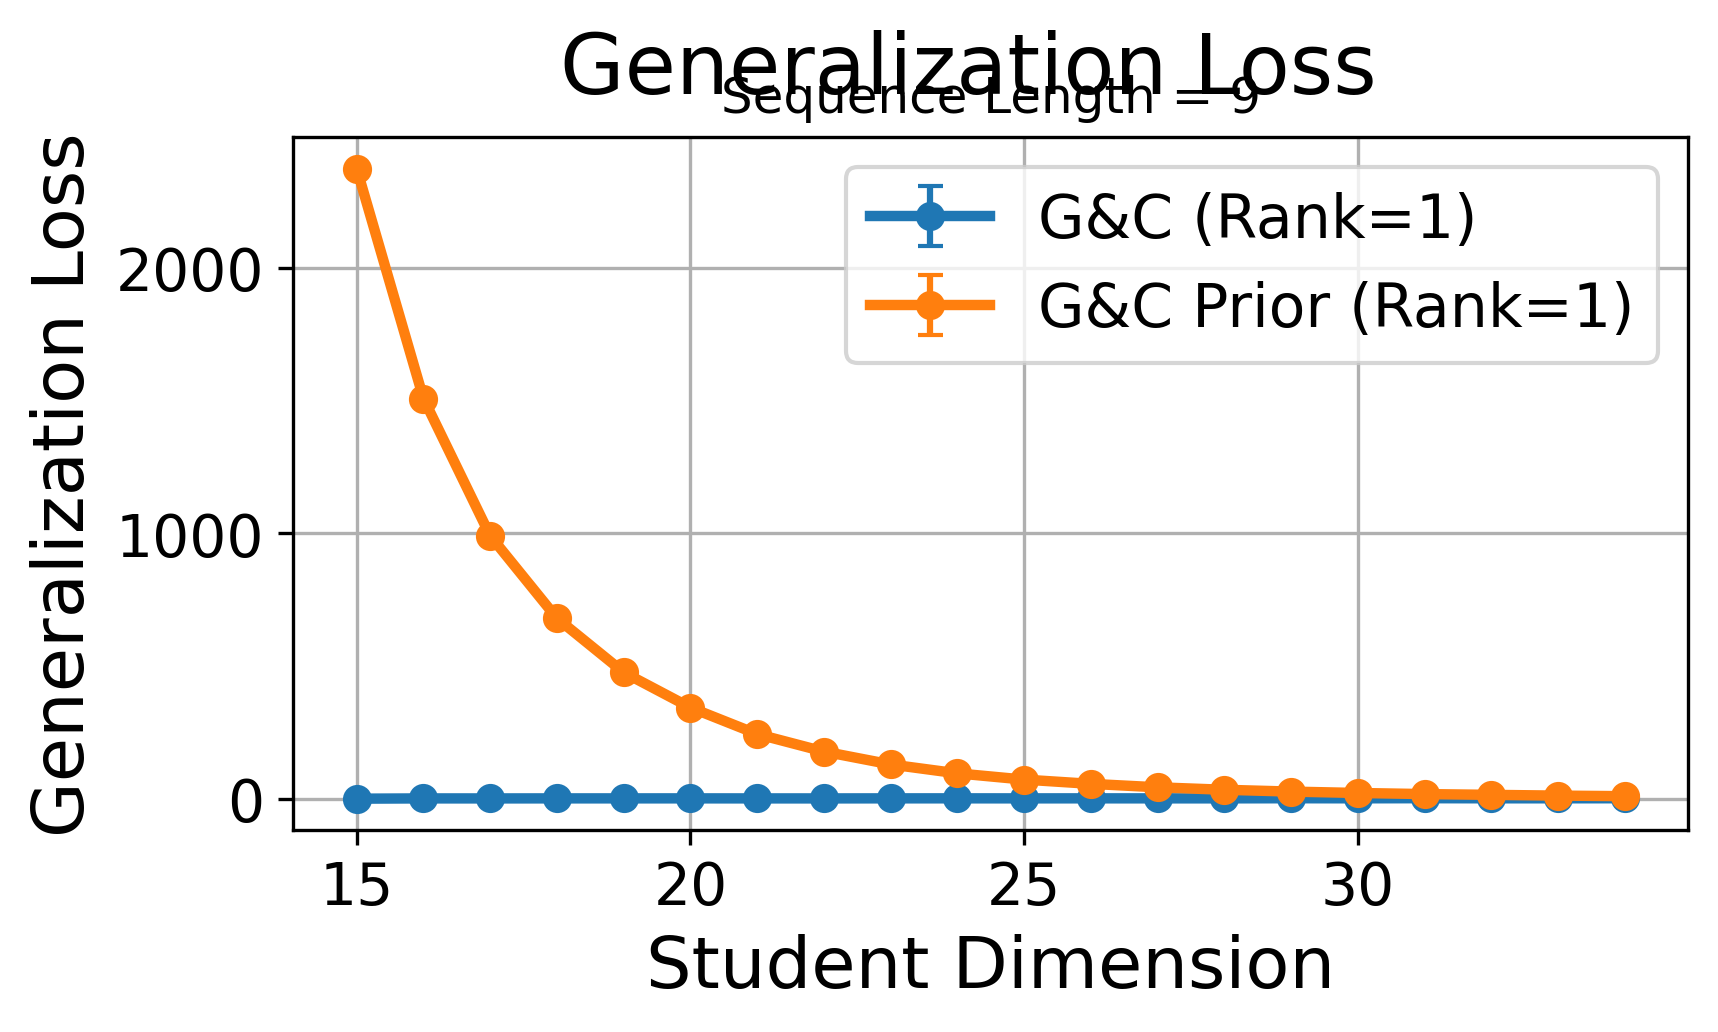 Generalization Loss
Sequence Length = 9
Generalization Loss
2000
1000
0
G&C (Rank=1)
G&C Prior (Rank=1)
15 20 25 30
Student Dimension